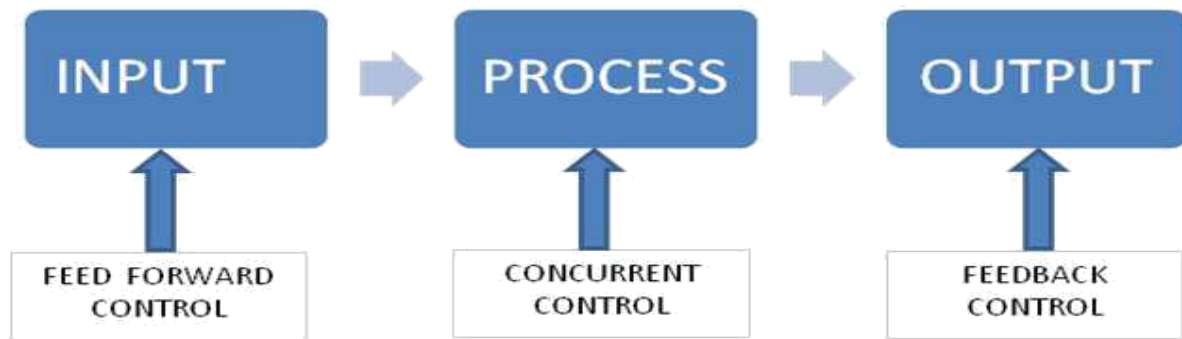 INPUT
PROCESS
OUTPUT
FEED FORWARD
CONTROL
CONCURRENT
CONTROL
FEEDBACK
CONTROL